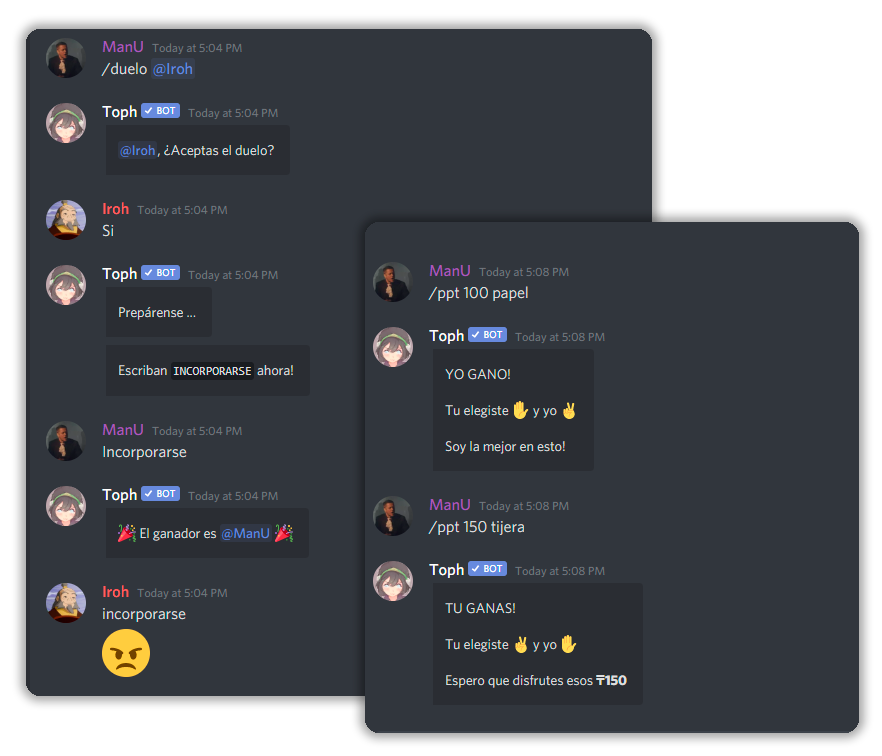 ManU Today at 5:04 PM
/duelo @Iroh
Toph BOT Today at 5:04 PM
@Iroh, ¿Aceptas el duelo?
Iroh Today at 5:04 PM
Si
Toph BOT Today at 5:04 PM
Prepárense ...
Escriban INCORPORARSE ahora!
ManU Today at 5:04 PM
Incorporarse
Toph BOT Today at 5:04 PM
🎉 El ganador es @ManU 🎉
Iroh Today at 5:04 PM
incorporarse
😠
ManU Today at 5:08 PM
/ppt 100 papel
Toph BOT Today at 5:08 PM
YO GANO!
Tu elegiste ✋ y yo ✌
Soy la mejor en esto!
ManU Today at 5:08 PM
/ppt 150 tijera
Toph BOT Today at 5:08 PM
TU GANAS!
Tu elegiste ✌ y yo ✋
Espero que disfrutes esos ₸150